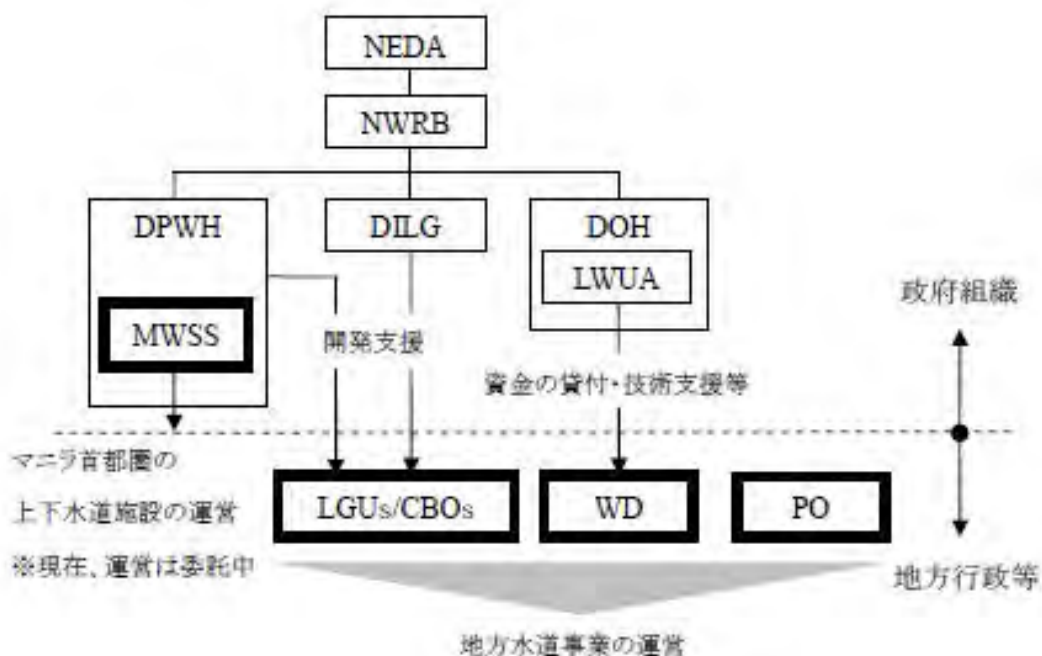 NEDA
NWRB
DPWH
DILG
DOH
LWUA
MWSS
開発支援
資金の貸付・技術支援等
政府組織
マニラ首都圏の
上下水道施設の運営
※現在、運営は委託中
LGUs/CBOs
WD
PO
地方行政等
地方水道事業の運営